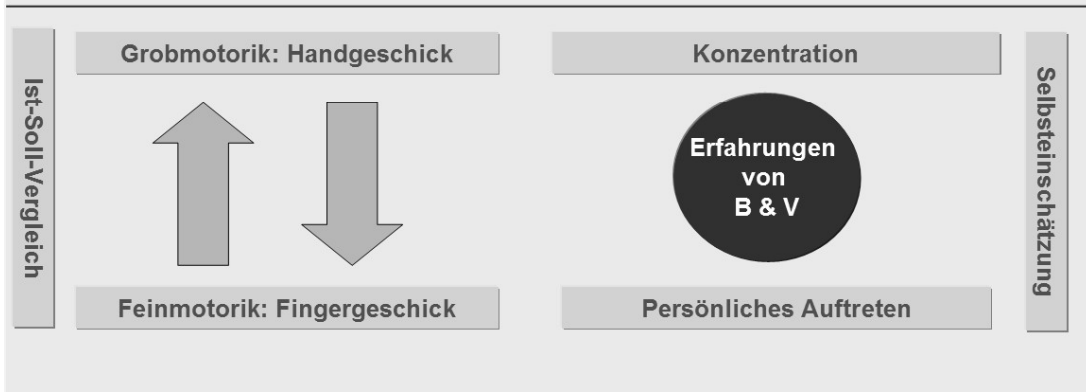 Ist-Soll-Vergleich
Grobmotorik: Handgeschick
Feinmotorik: Fingergeschick
Konzentration
Erfahrungen
von
B & V
Persönliches Auftreten
Selbsteinschätzung